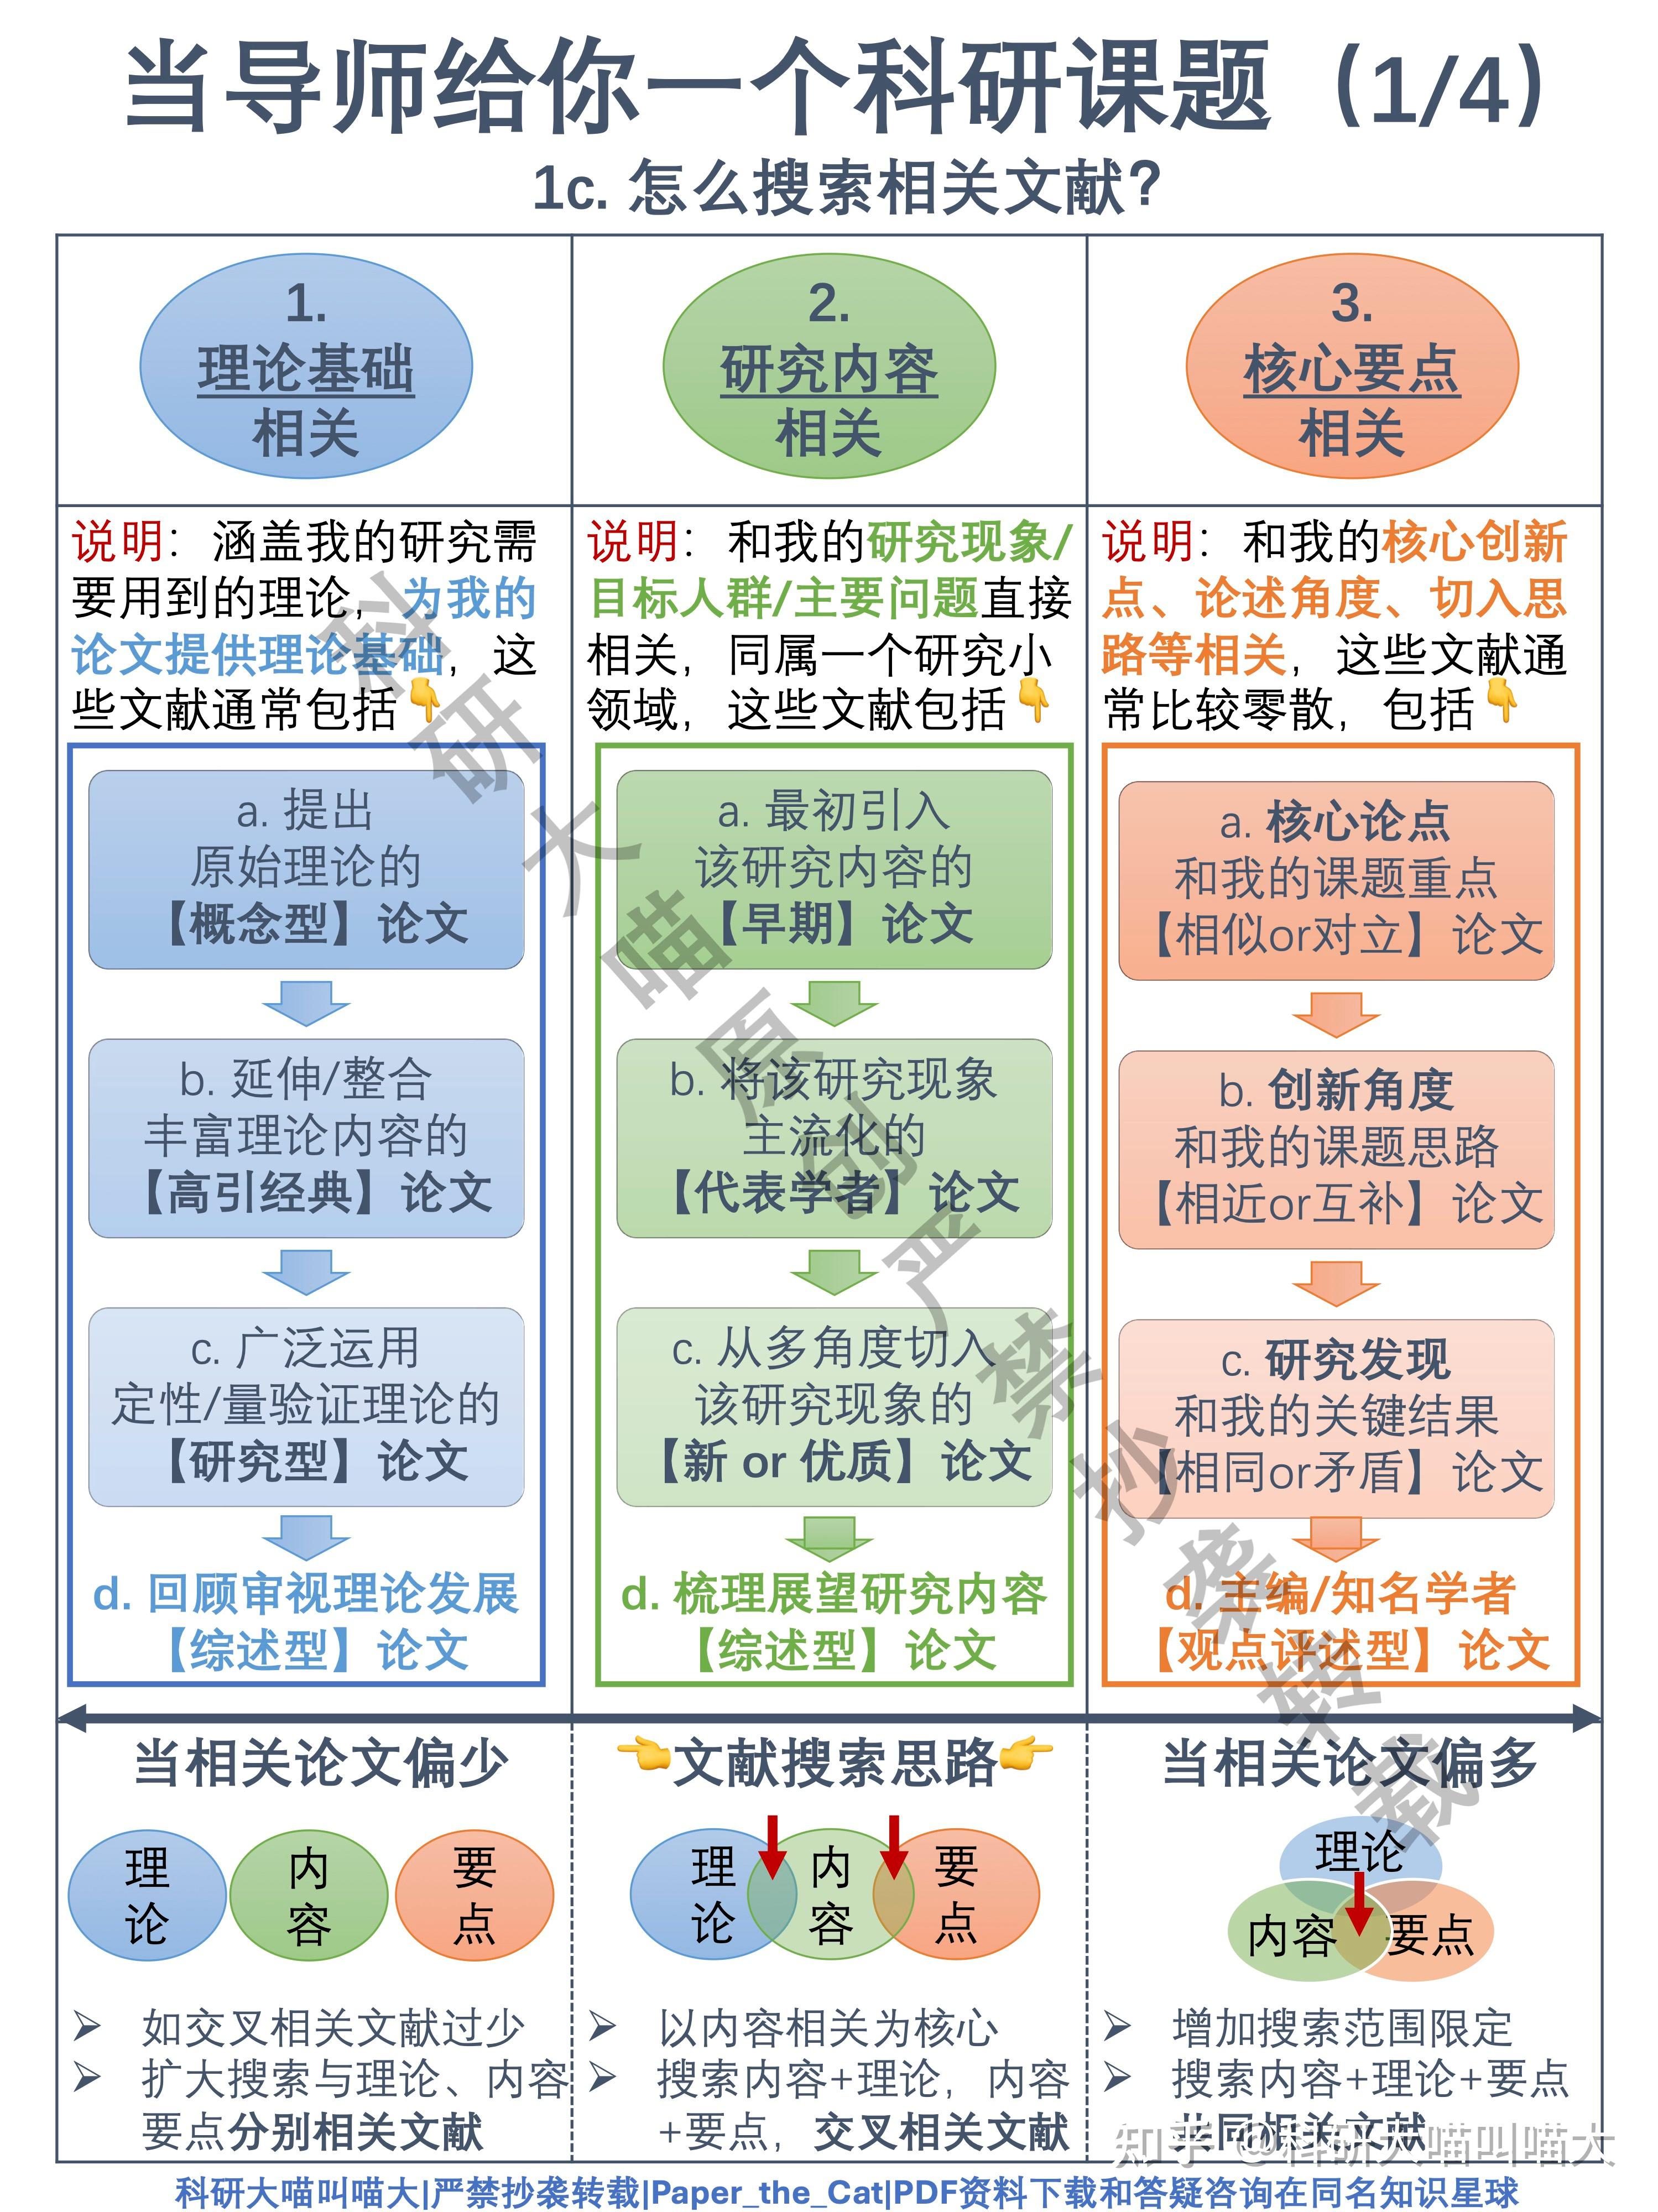 当导师给你一个科研课题（1/4）
1c. 怎么搜索相关文献？
1.
理论基础
相关
2.
研究内容
相关
3.
核心要点
相关
说明：涵盖我的研究需
要用到的理论，为我的
论文提供理论基础，这
些文献通常包括👇
说明：和我的研究现象/
目标人群/主要问题直接
相关，同属一个研究小
领域，这些文献包括👇
说明：和我的核心创新
点、论述角度、切入思
路等相关，这些文献通
常比较零散，包括👇
a. 提出
原始理论的
【概念型】论文
b. 延伸/整合
丰富理论内容的
【高引经典】论文
c. 广泛运用
定性/量验证理论的
【研究型】论文
d. 回顾审视理论发展
【综述型】论文
a. 最初引入
该研究内容的
【早期】论文
b. 将该研究现象
主流化的
【代表学者】论文
c. 从多角度切入
该研究现象的
【新 or 优质】论文
d. 梳理展望研究内容
【综述型】论文
a. 核心论点
和我的课题重点
【相似or对立】论文
b. 创新角度
和我的课题思路
【相近or互补】论文
c. 研究发现
和我的关键结果
【相同or矛盾】论文
d. 主编/知名学者
【观点评述型】论文
科研大喵原创严禁抄袭转载
当相关论文偏少
理
论
内
容
要
点
➢ 如交叉相关文献过少
➢ 扩大搜索与理论、内容
要点分别相关文献
👈文献搜索思路👉
理
论
内
容
要
点
➢ 以内容相关为核心
➢ 搜索内容+理论，内容
+要点，交叉相关文献
当相关论文偏多
理论
内容
要点
➢ 增加搜索范围限定
➢ 搜索内容+理论+要点
共同相关文献
知乎 @科研大喵叫喵大
科研大喵叫喵大|严禁抄袭转载|Paper_the_Cat|PDF资料下载和答疑咨询在同名知识星球